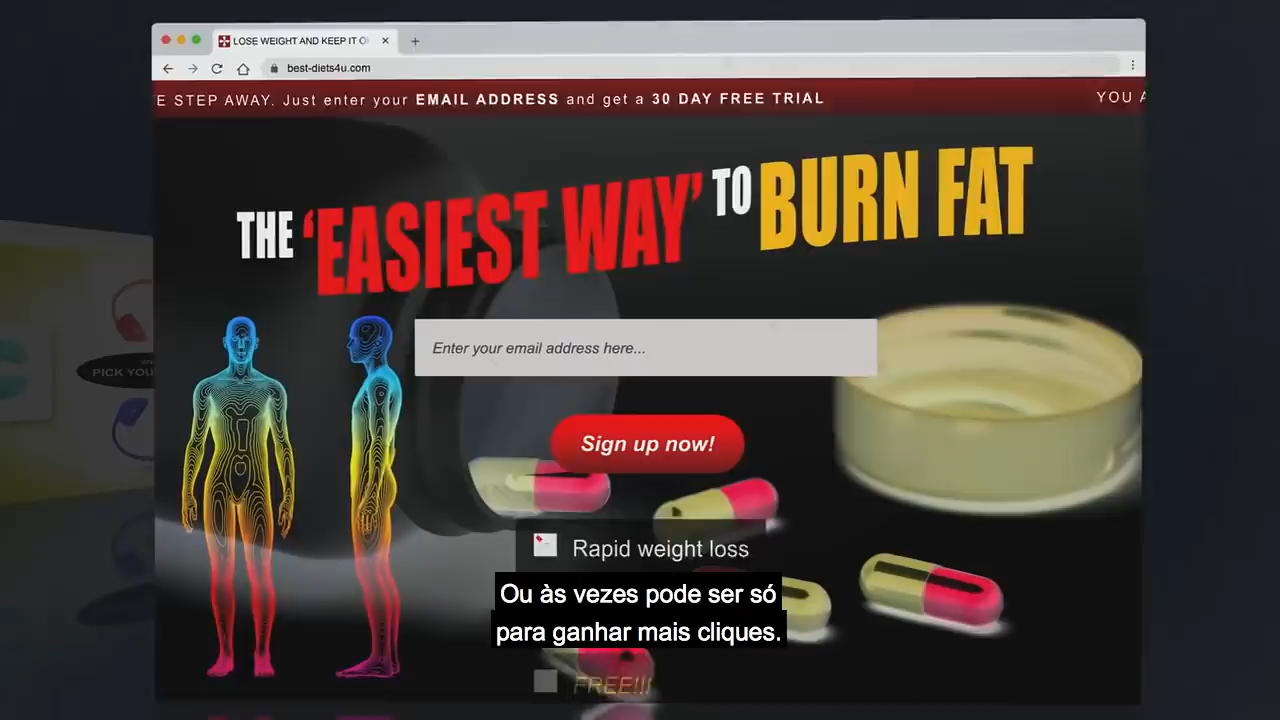 LOSE WEIGHT AND KEEP IT O
best-diets4u.com
E STEP AWAY. Just enter your EMAIL ADDRESS and get a 30 DAY FREE TRIAL
YOU A
THE 'EASIEST WAY' TO BURN FAT
Enter your email address here...
PICK YOU
Sign up now!
Rapid weight loss
Ou às vezes pode ser só
para ganhar mais cliques.
FREE!!!